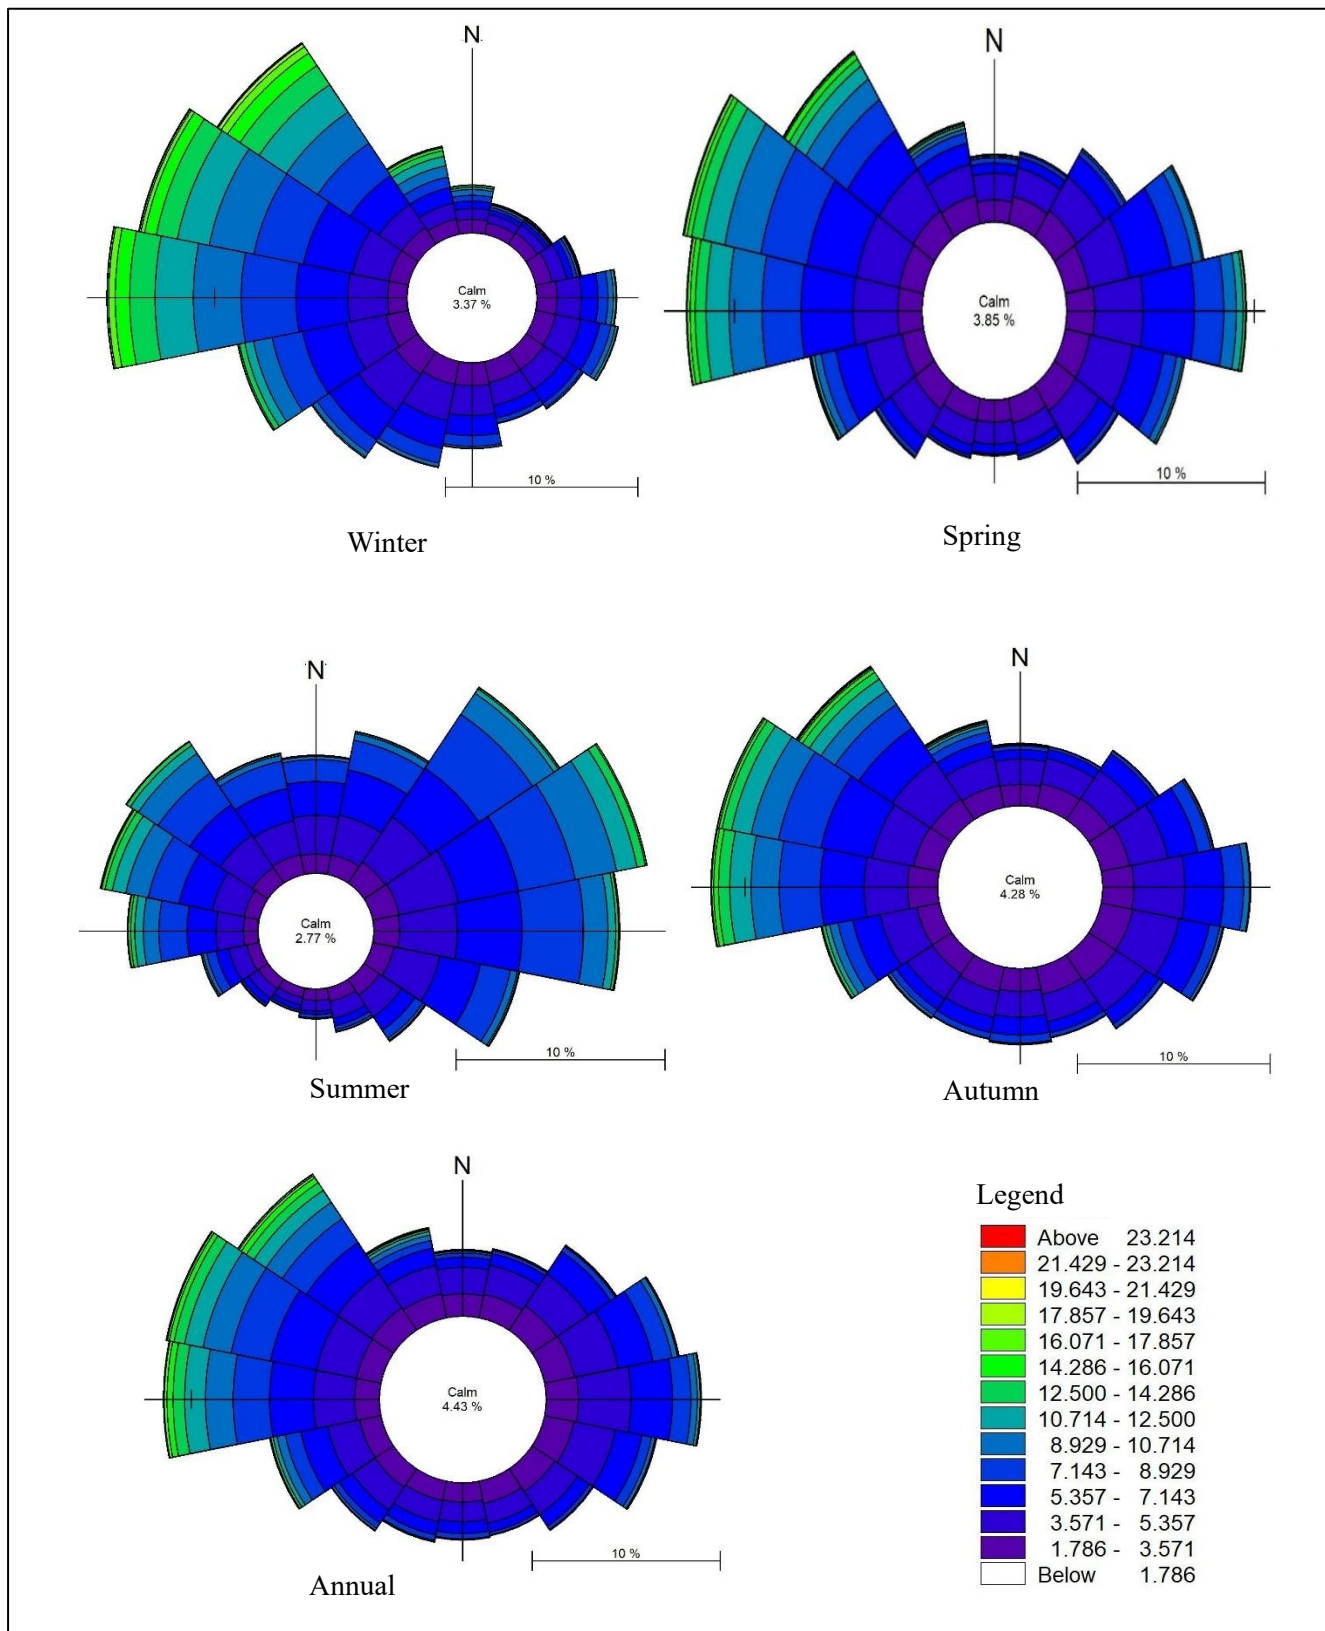 N
Calm
3.37 %
10 %
Winter
N
Calm
3.85 %
10 %
Spring
N
Calm
2.77 %
10 %
Summer
N
Calm
4.28 %
10 %
Autumn
N
Calm
4.43 %
10 %
Annual
Legend
Above 23.214
21.429 - 23.214
19.643 - 21.429
17.857 - 19.643
16.071 - 17.857
14.286 - 16.071
12.500 - 14.286
10.714 - 12.500
8.929 - 10.714
7.143 - 8.929
5.357 - 7.143
3.571 - 5.357
1.786 - 3.571
Below 1.786